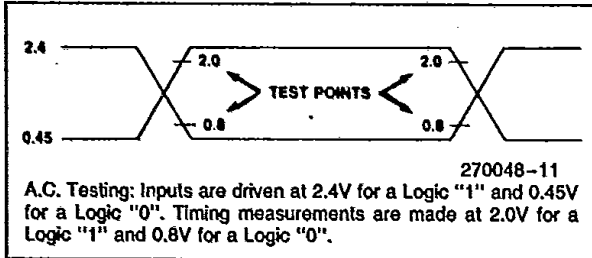 2.4
2.0 2.0
TEST POINTS
0.8 0.8
0.45
270048-11
A.C. Testing: Inputs are driven at 2.4V for a Logic "1" and 0.45V
for a Logic "0". Timing measurements are made at 2.0V for a
Logic "1" and 0.8V for a Logic "0".